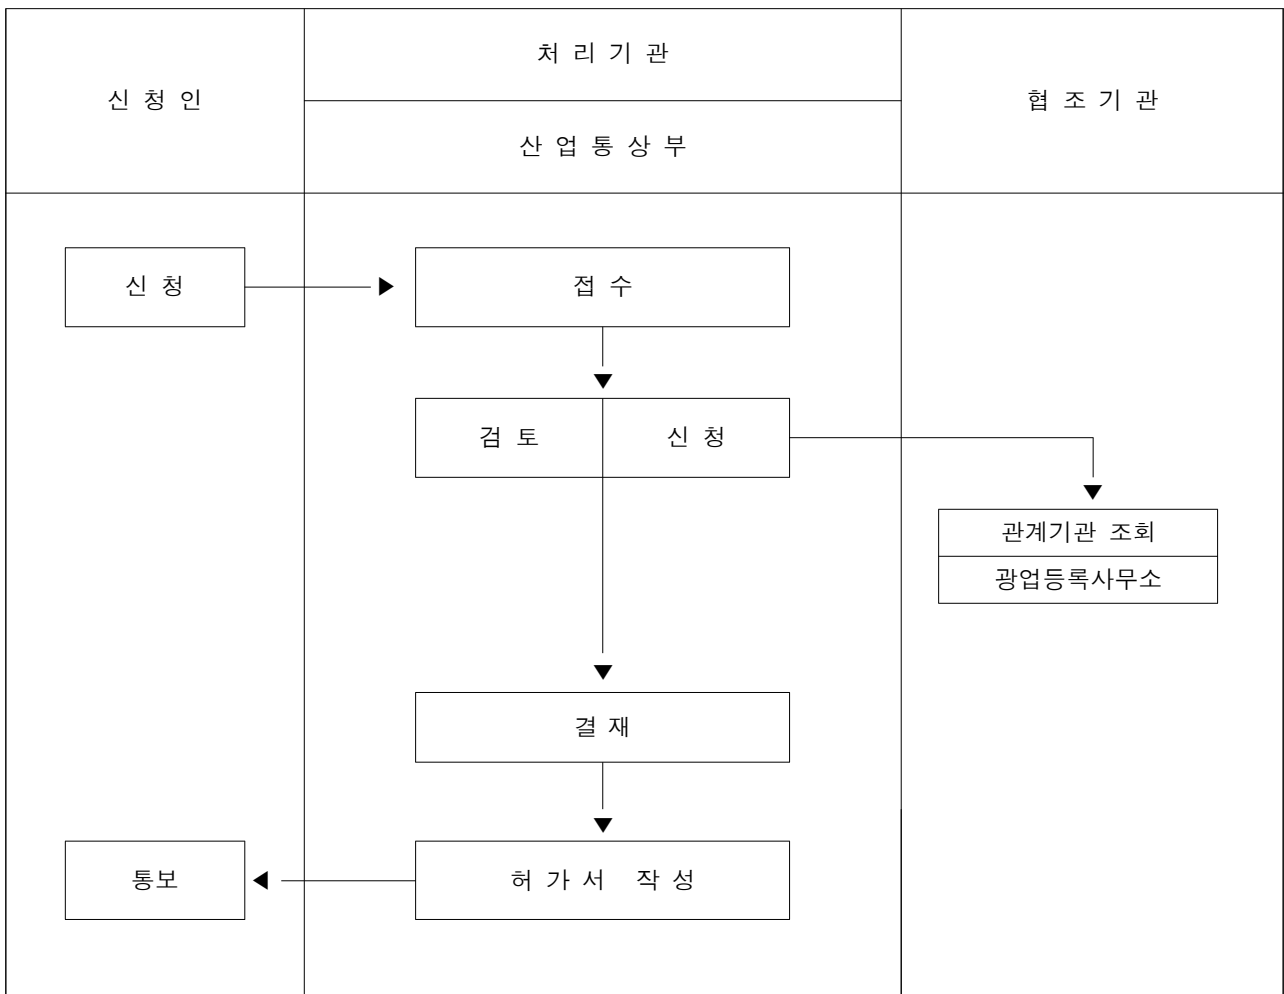 신 청 인
처 리 기 관
산 업 통 상 부
협 조 기 관
신 청
접 수
검 토
신 청
관계기관 조회
광업등록사무소
결 재
통보
허 가 서 작 성